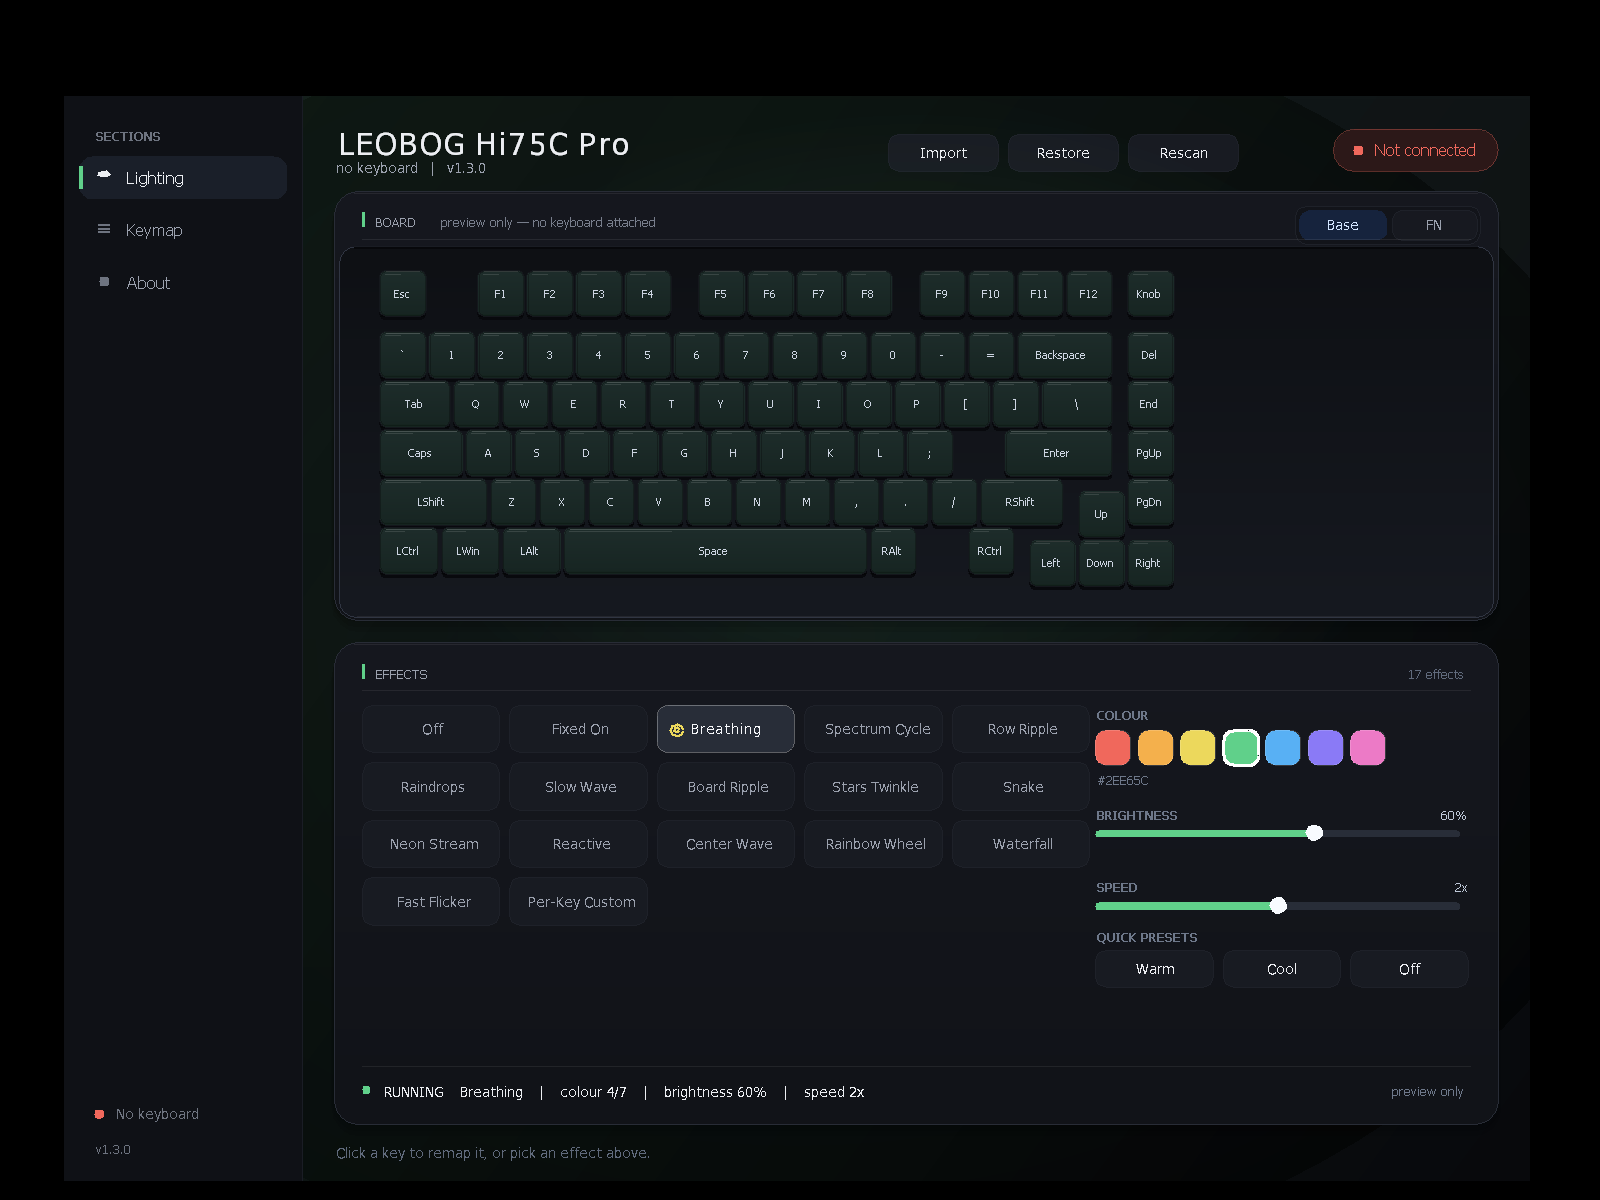 SECTIONS
Lighting
Keymap
About
No keyboard
v1.3.0
LEOBOG Hi75C Pro
no keyboard | v1.3.0
Import Restore Rescan
Not connected
BOARD preview only — no keyboard attached
Base FN
Esc F1 F2 F3 F4 F5 F6 F7 F8 F9 F10 F11 F12 Knob
` 1 2 3 4 5 6 7 8 9 0 - = Backspace Del
Tab Q W E R T Y U I O P [ ] \ End
Caps A S D F G H J K L ; Enter PgUp
LShift Z X C V B N M , . / RShift Up PgDn
LCtrl LWin LAlt Space RAlt RCtrl Left Down Right
EFFECTS 17 effects
Off Fixed On Breathing Spectrum Cycle Row Ripple
Raindrops Slow Wave Board Ripple Stars Twinkle Snake
Neon Stream Reactive Center Wave Rainbow Wheel Waterfall
Fast Flicker Per-Key Custom
COLOUR
#2EE65C
BRIGHTNESS 60%
SPEED 2x
QUICK PRESETS
Warm Cool Off
RUNNING Breathing | colour 4/7 | brightness 60% | speed 2x
preview only
Click a key to remap it, or pick an effect above.